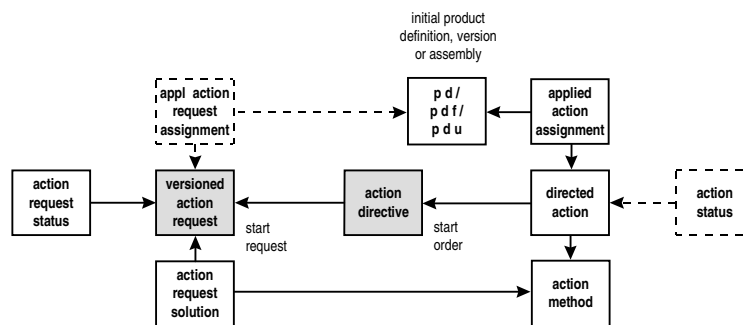 initial product
definition, version
or assembly
appl action
request
assignment
p d /
p d f /
p d u
applied
action
assignment
action
request
status
versioned
action
request
start
request
action
directive
start
order
directed
action
action
status
action
request
solution
action
method